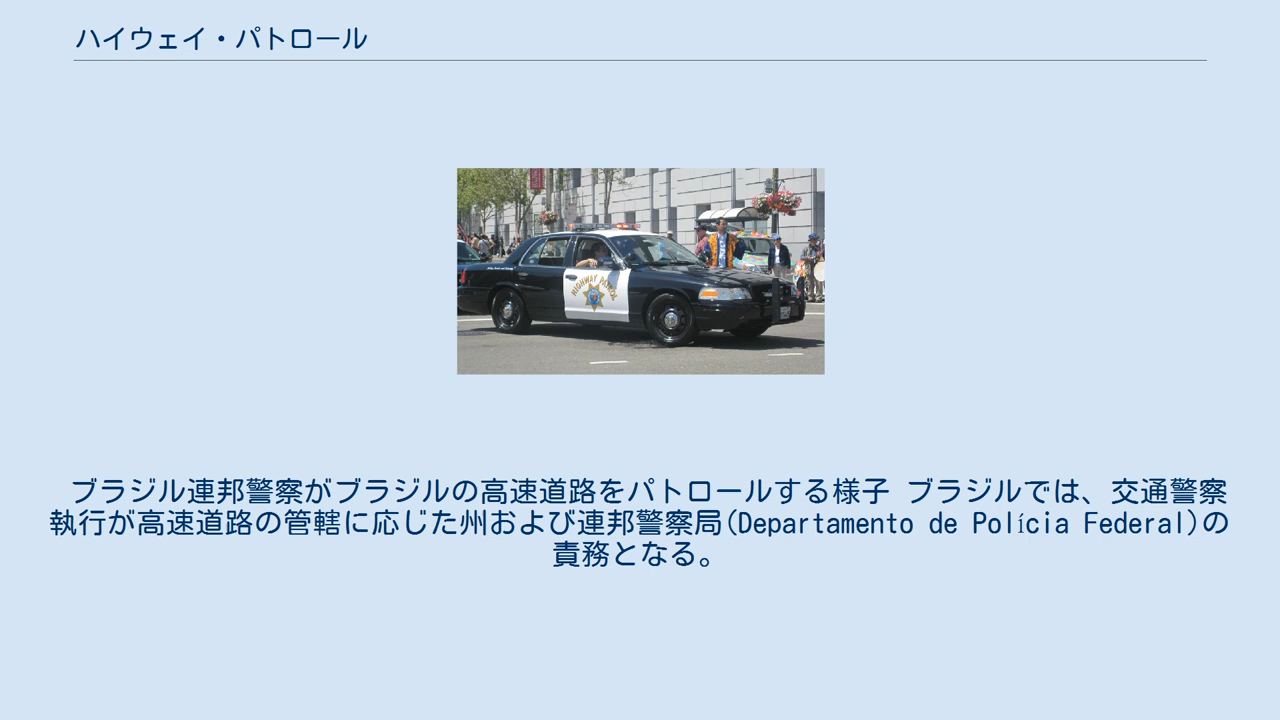 ハイウェイ・パトロール
HIGHWAY PATROL
ブラジル連邦警察がブラジルの高速道路をパトロールする様子 ブラジルでは、交通警察
執行が高速道路の管轄に応じた州および連邦警察局(Departamento de Polícia Federal)の
責務となる。